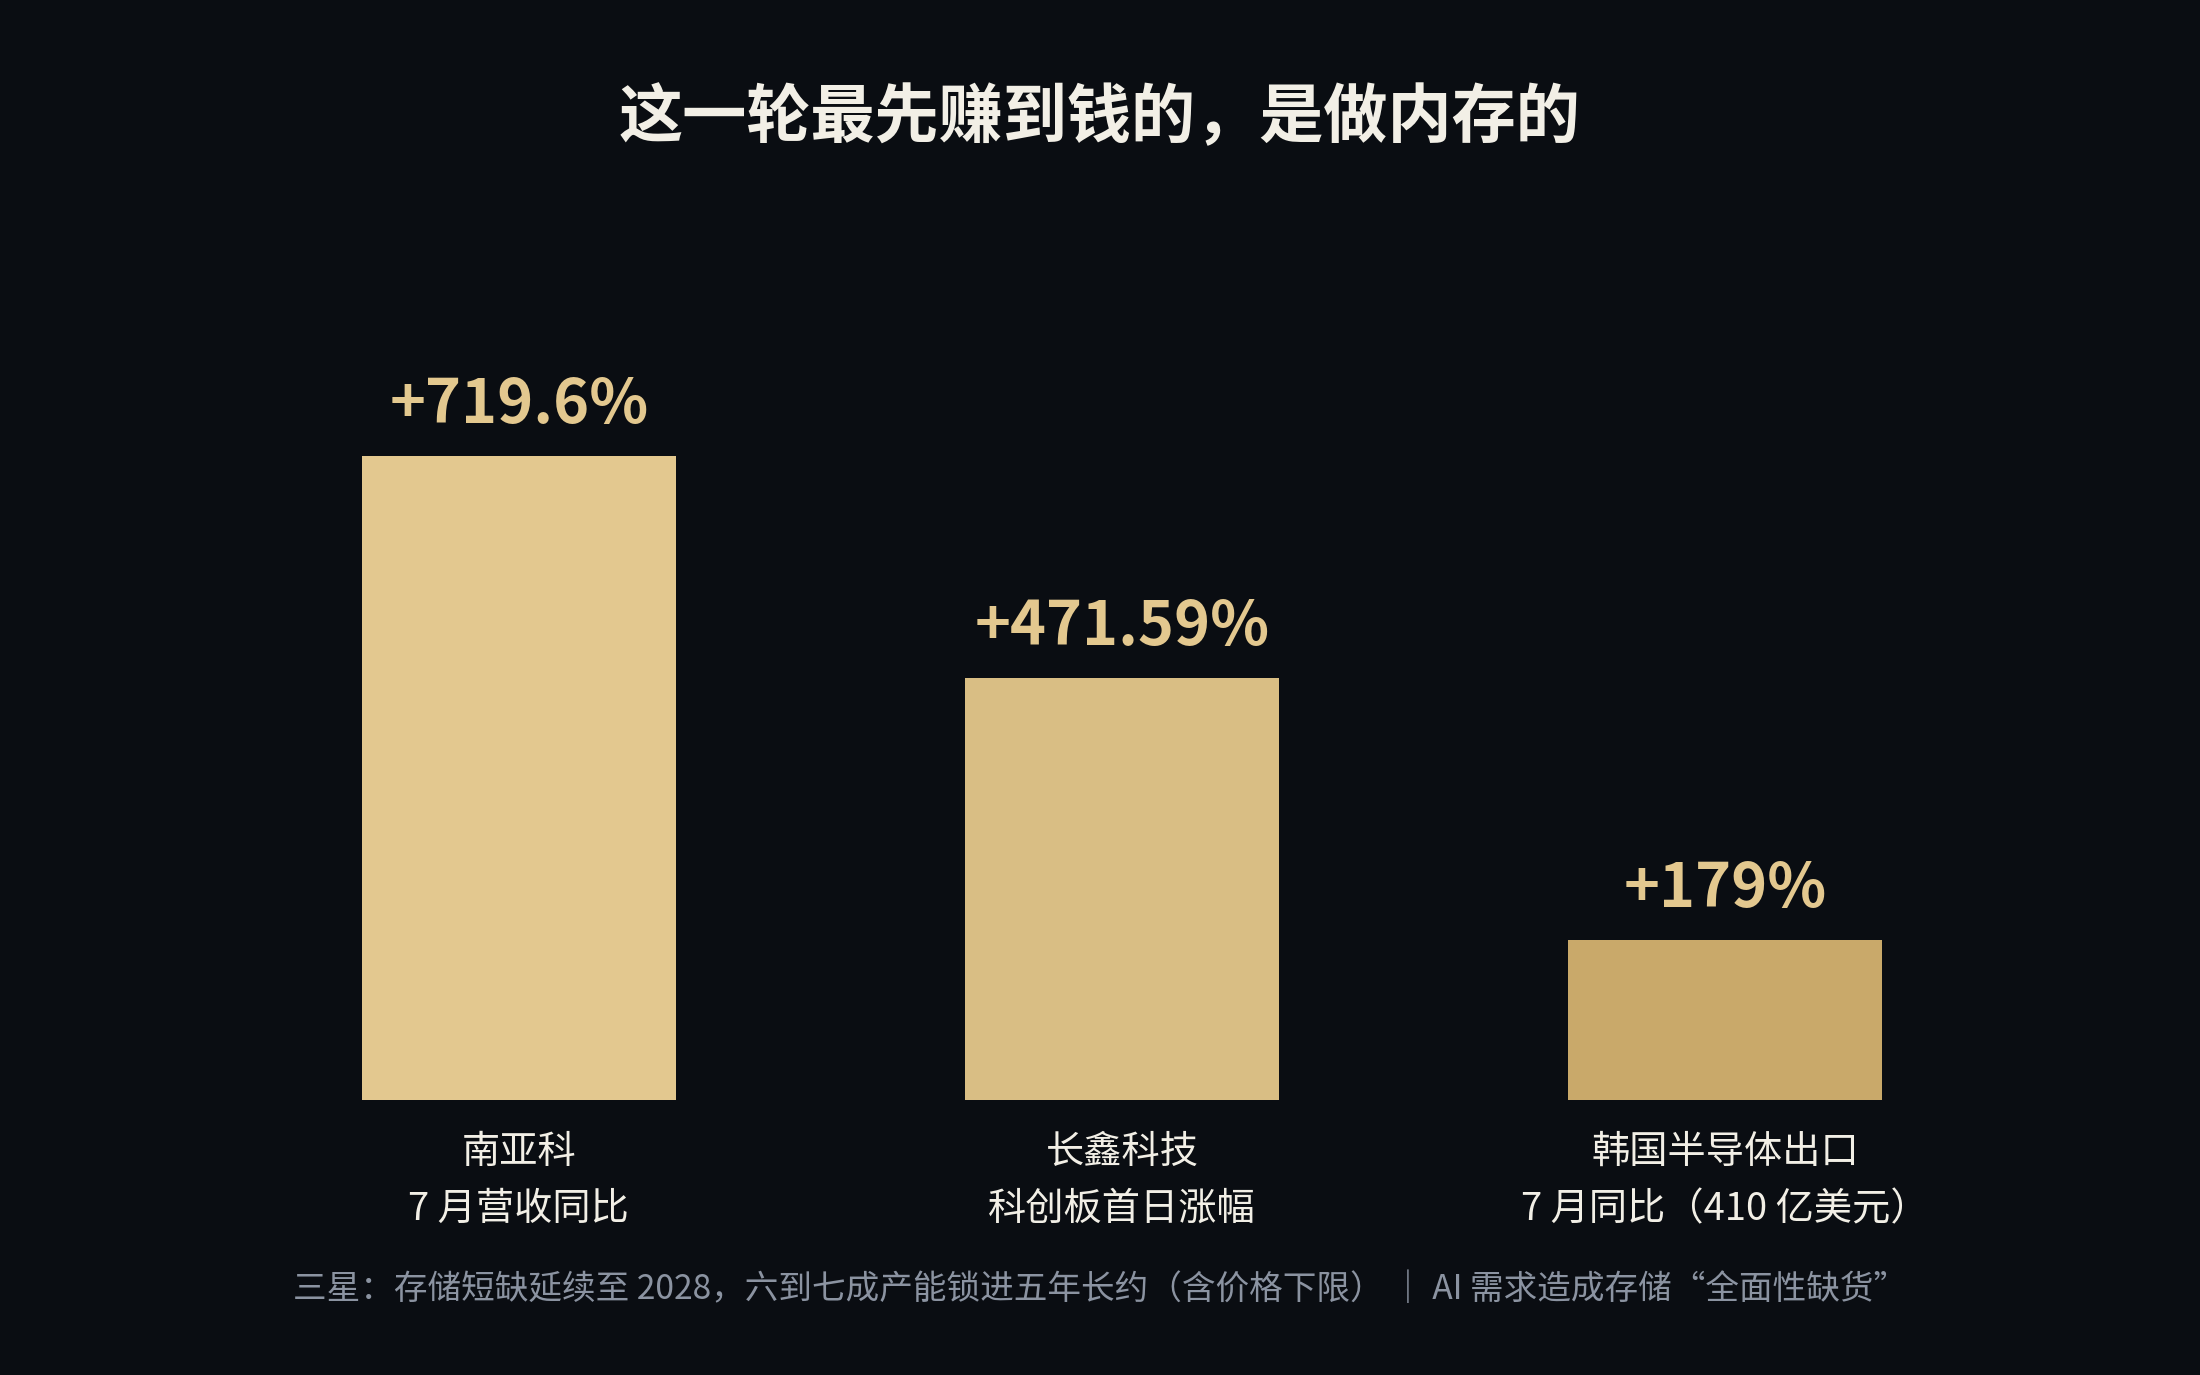 这一轮最先赚到钱的，是做内存的
+719.6%
+471.59%
+179%
南亚科
7 月营收同比
长鑫科技
科创板首日涨幅
韩国半导体出口
7 月同比（410 亿美元）
三星：存储短缺延续至 2028，六到七成产能锁进五年长约（含价格下限）｜ AI 需求造成存储“全面性缺货”